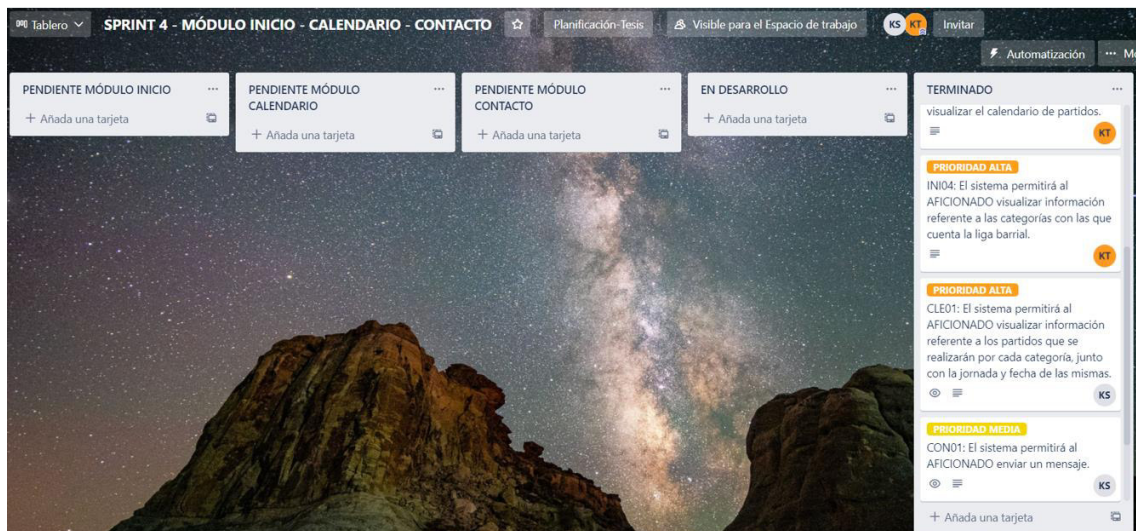 Tablero
SPRINT 4 - MÓDULO INICIO - CALENDARIO - CONTACTO
Planificación-Tesis
Visible para el Espacio de trabajo
KS
KT
Invitar
Automatización
PENDIENTE MÓDULO INICIO
+ Añada una tarjeta
PENDIENTE MÓDULO
CALENDARIO
+ Añada una tarjeta
PENDIENTE MÓDULO
CONTACTO
+ Añada una tarjeta
EN DESARROLLO
+ Añada una tarjeta
TERMINADO
visualizar el calendario de partidos.
KT
PRIORIDAD ALTA
INI04: El sistema permitirá al
AFICIONADO visualizar información
referente a las categorías con las que
cuenta la liga barrial.
KT
PRIORIDAD ALTA
CLE01: El sistema permitirá al
AFICIONADO visualizar información
referente a los partidos que se
realizarán por cada categoría, junto
con la jornada y fecha de las mismas.
KS
PRIORIDAD MEDIA
CON01: El sistema permitirá al
AFICIONADO enviar un mensaje.
KS
+ Añada una tarjeta